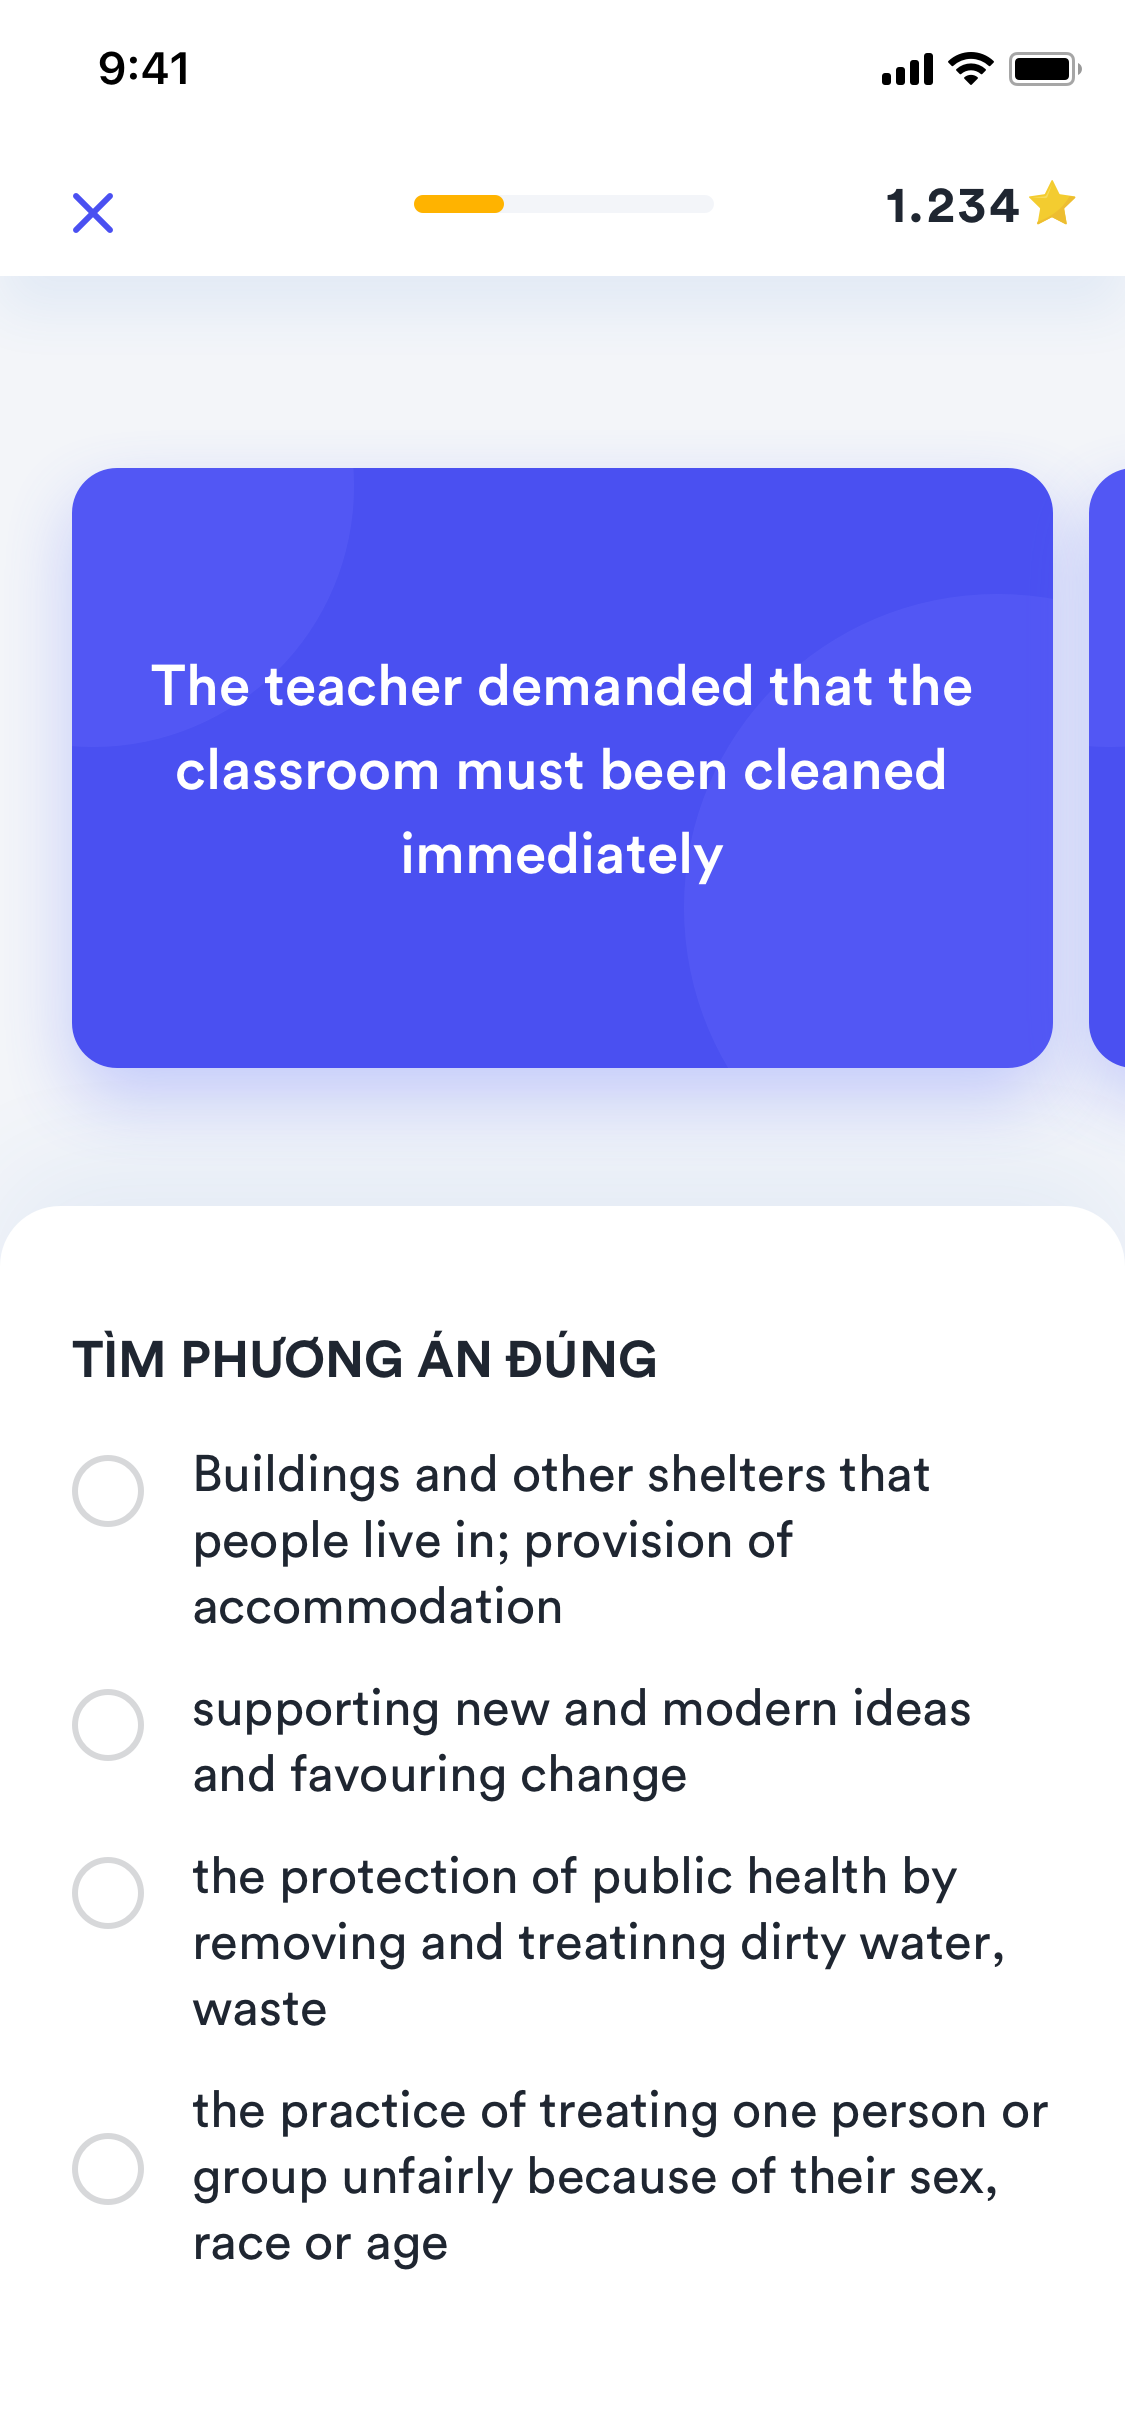 9:41
1.234
The teacher demanded that the
classroom must been cleaned
immediately
TÌM PHƯƠNG ÁN ĐÚNG
Buildings and other shelters that
people live in; provision of
accommodation
supporting new and modern ideas
and favouring change
the protection of public health by
removing and treatinng dirty water,
waste
the practice of treating one person or
group unfairly because of their sex,
race or age